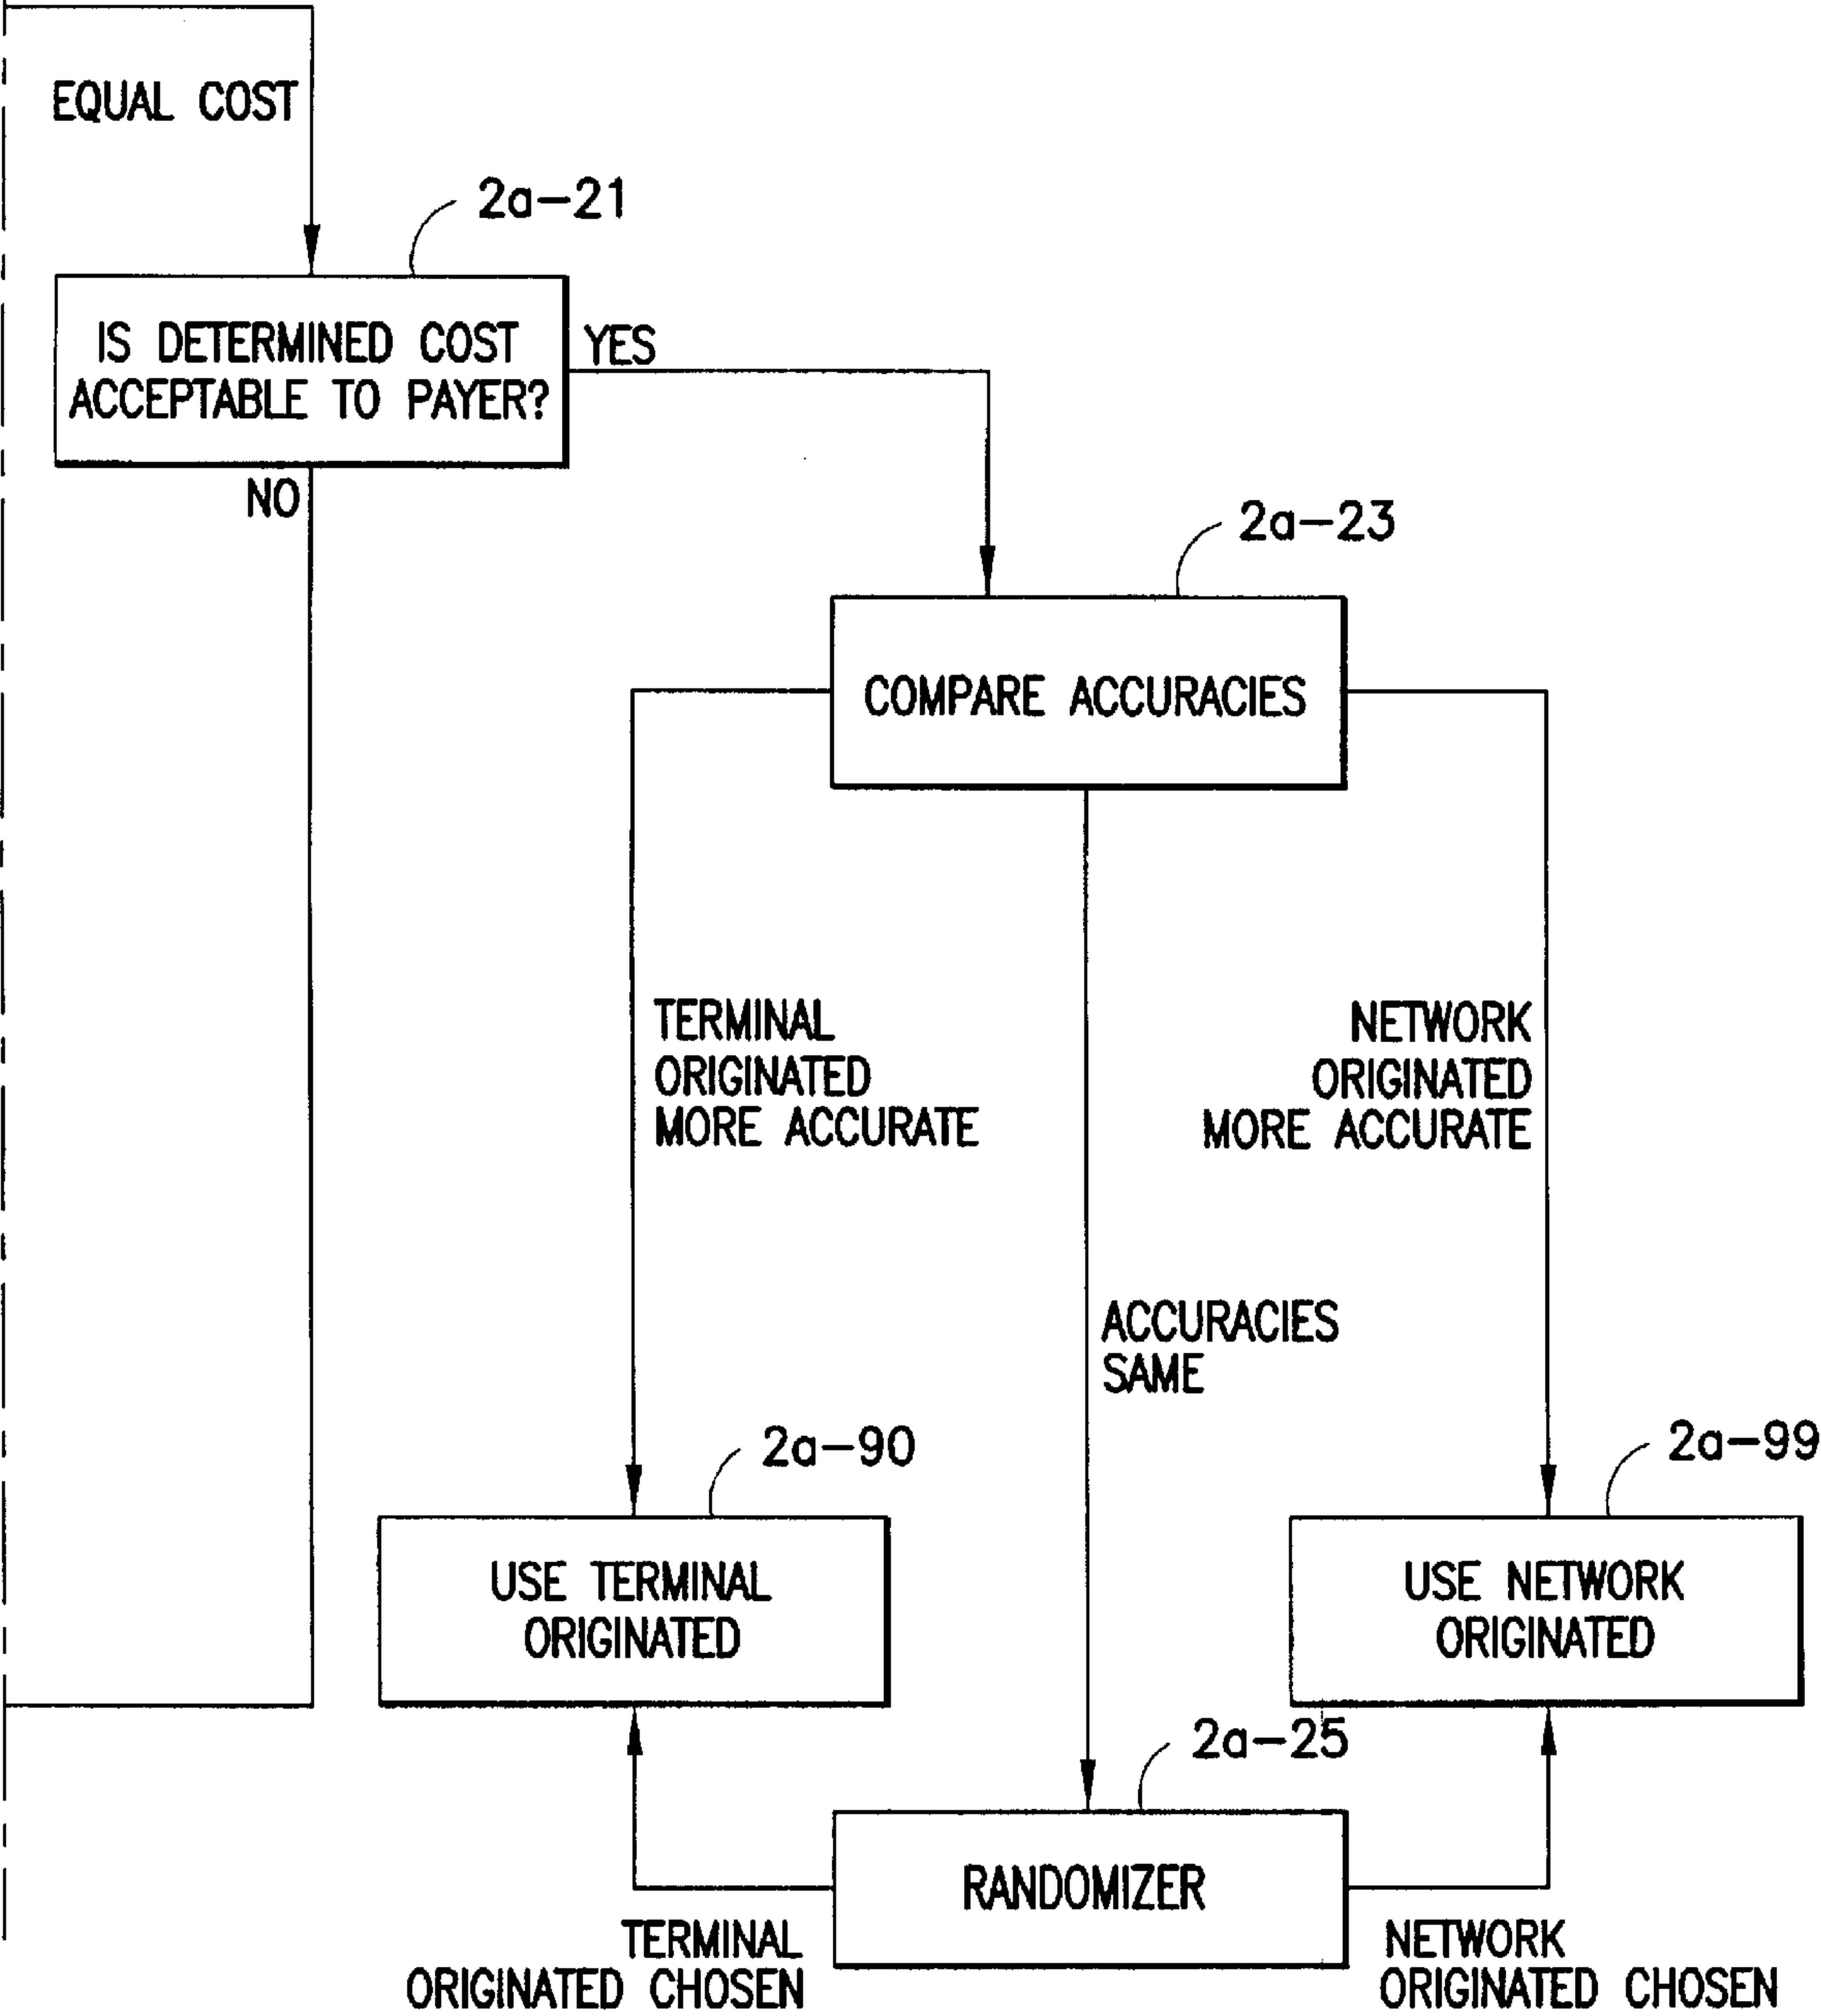 EQUAL COST
2a-21
IS DETERMINED COST
ACCEPTABLE TO PAYER?
YES
NO
2a-23
COMPARE ACCURACIES
TERMINAL
ORIGINATED
MORE ACCURATE
NETWORK
ORIGINATED
MORE ACCURATE
ACCURACIES
SAME
2a-90
2a-99
USE TERMINAL
ORIGINATED
USE NETWORK
ORIGINATED
2a-25
RANDOMIZER
TERMINAL
ORIGINATED CHOSEN
NETWORK
ORIGINATED CHOSEN